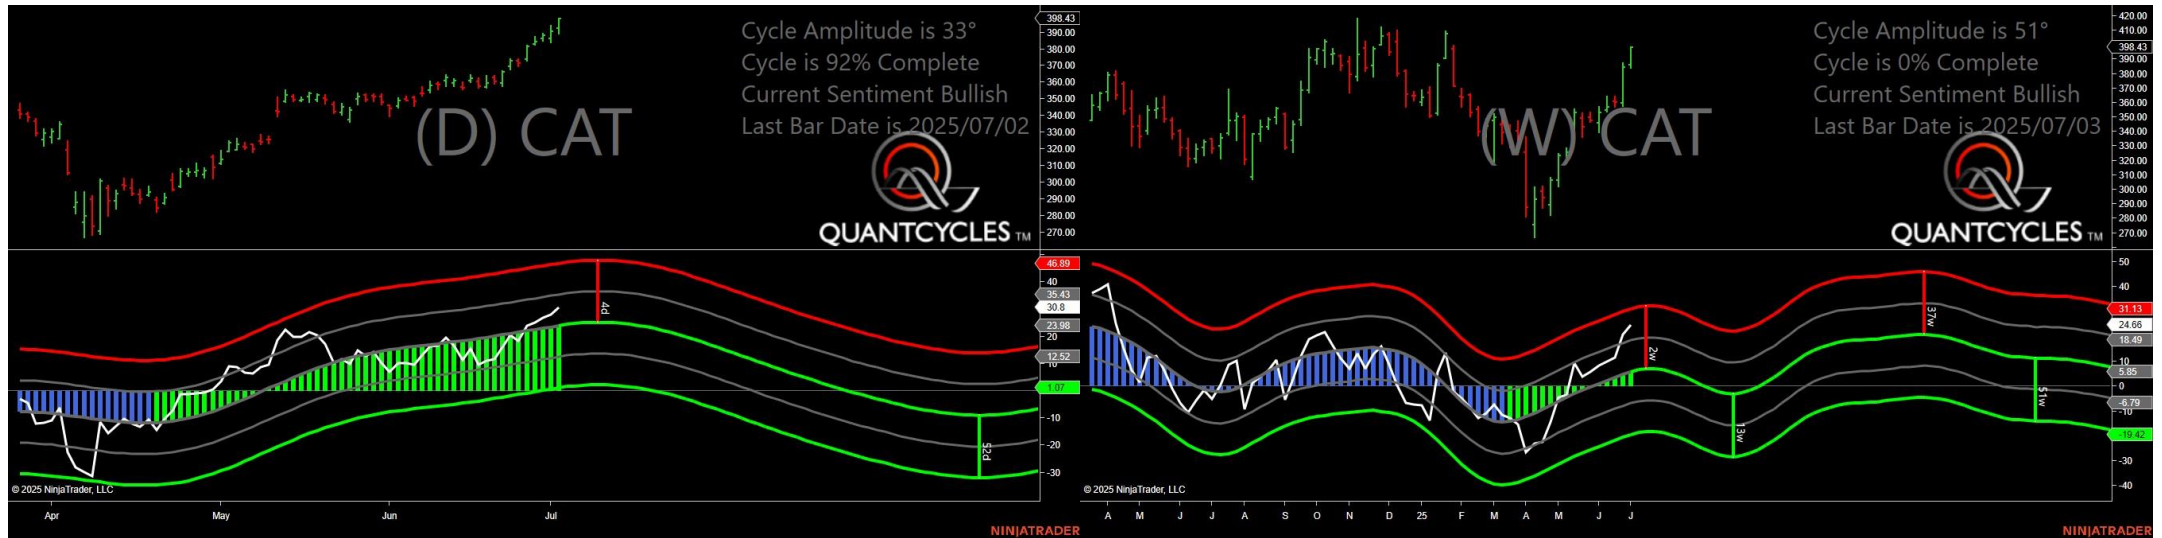 Cycle Amplitude is 33°
Cycle is 92% Complete
Current Sentiment Bullish
Last Bar Date is 2025/07/02
(D) CAT
QUANTCYCLES TM
398.43
390.00
380.00
370.00
360.00
350.00
340.00
330.00
320.00
310.00
300.00
290.00
280.00
270.00
46.89
40
35.43
30.8
23.98
20
12.52
10
1.07
-10
-20
-30
4d
52d
© 2025 NinjaTrader, LLC
Apr May Jun Jul
NINJATRADER
Cycle Amplitude is 51°
Cycle is 0% Complete
Current Sentiment Bullish
Last Bar Date is 2025/07/03
(W) CAT
QUANTCYCLES TM
420.00
410.00
398.43
390.00
380.00
370.00
360.00
350.00
340.00
330.00
320.00
310.00
300.00
290.00
280.00
270.00
50
40
31.13
24.66
18.49
10
5.85
0
-6.79
-10
-19.42
-30
-40
2w
13w
37w
51w
© 2025 NinjaTrader, LLC
A M J J A S O N D 25 F M A M J J
NINJATRADER